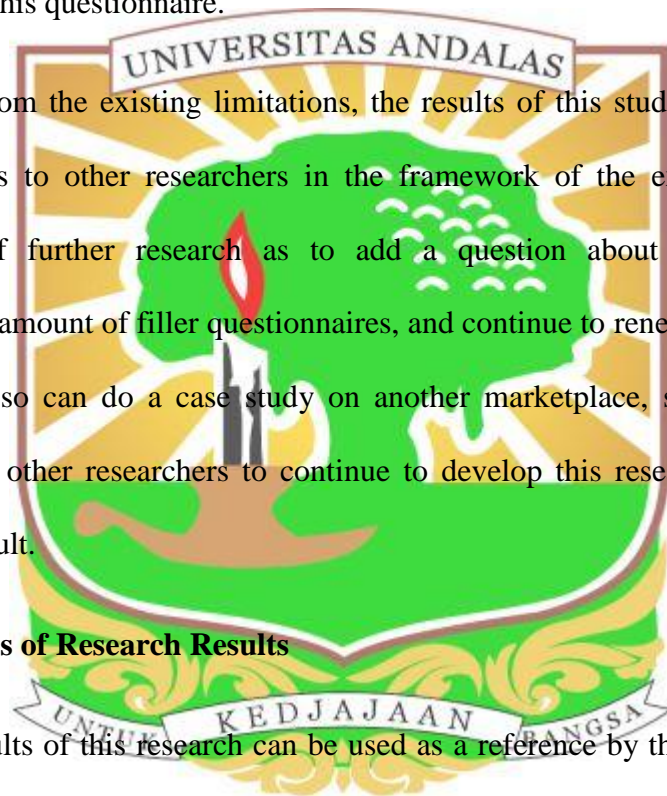 his questionnaire.
UNIVERSITAS ANDALAS
om the existing limitations, the results of this stud
s to other researchers in the framework of the e
f further research as to add a question about
amount of filler questionnaires, and continue to rene
so can do a case study on another marketplace, s
other researchers to continue to develop this rese
ult.
s of Research Results
UNTUK KEDJAJAAN BANGSA
ults of this research can be used as a reference by th